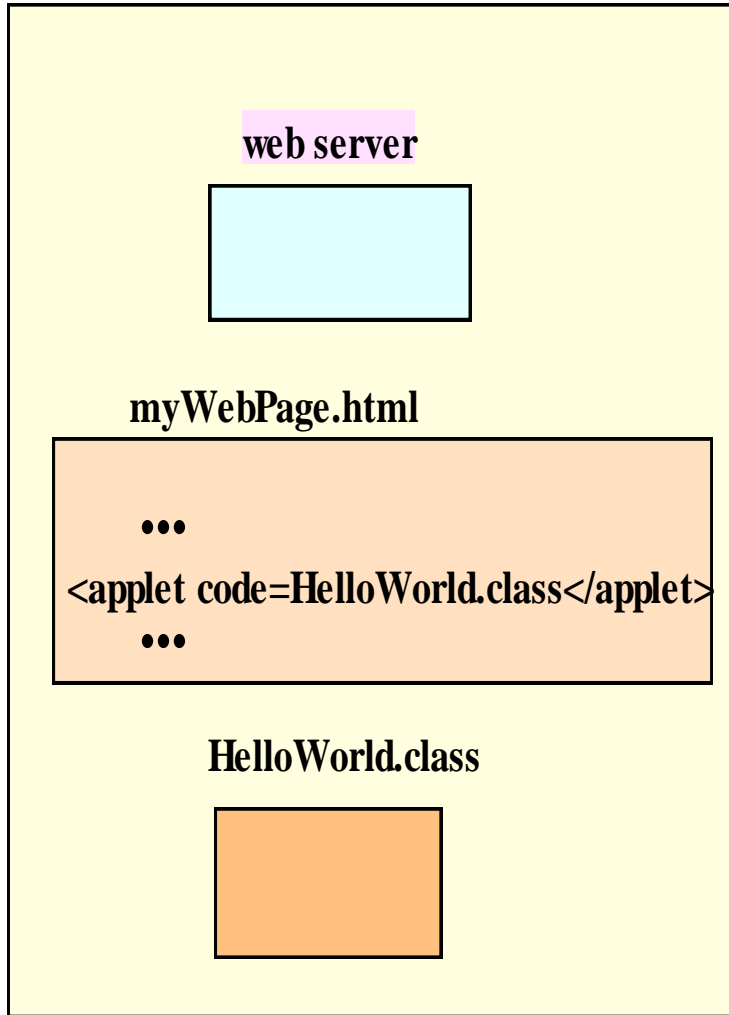 web server
myWebPage.html
•••
<applet code=HelloWorld.class</applet>
•••
HelloWorld.class